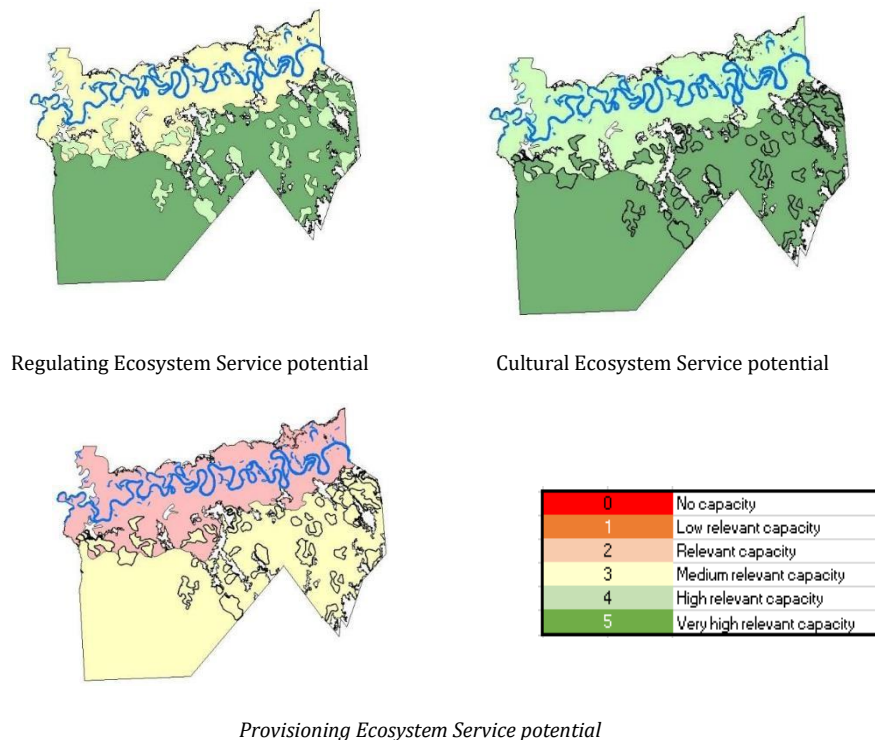 Regulating Ecosystem Service potential
Cultural Ecosystem Service potential
0 No capacity
1 Low relevant capacity
2 Relevant capacity
3 Medium relevant capacity
4 High relevant capacity
5 Very high relevant capacity
Provisioning Ecosystem Service potential